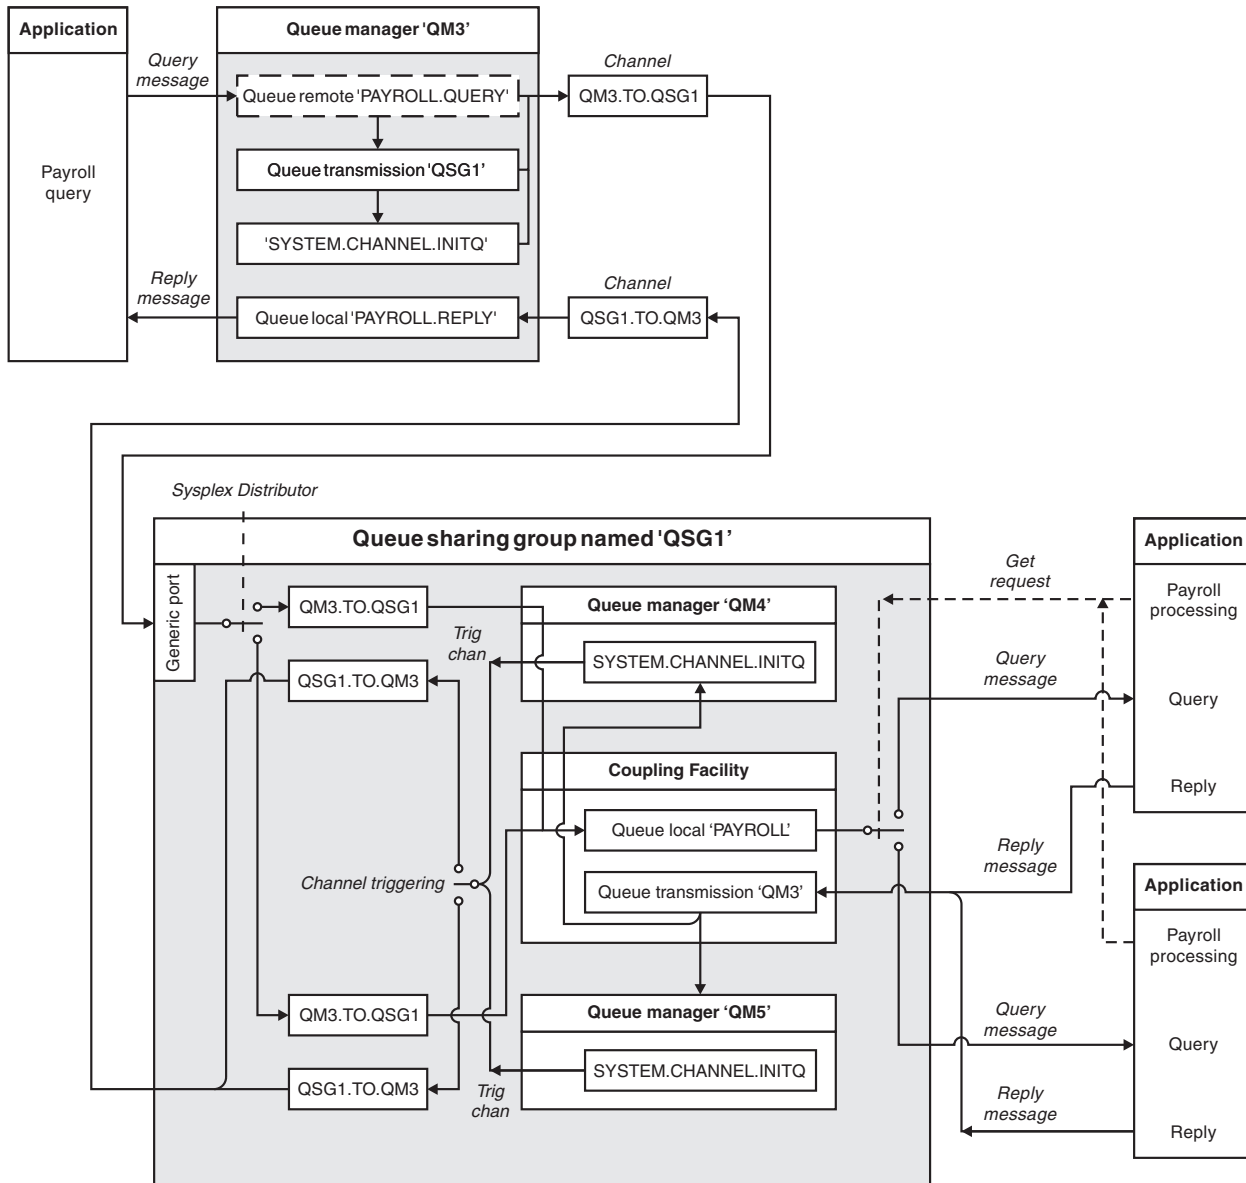 Application
Payroll
query
Query
message
Reply
message
Queue manager 'QM3’
Queue remote 'PAYROLL.QUERY'
Queue transmission 'QSG1’
'SYSTEM.CHANNEL.INITQ'
Queue local 'PAYROLL.REPLY'
Channel
QM3.TO.QSG1
Channel
QSG1.TO.QM3
Sysplex Distributor
Queue sharing group named 'QSG1’
Generic port
QM3.TO.QSG1
QSG1.TO.QM3
Channel triggering
QM3.TO.QSG1
QSG1.TO.QM3
Trig
chan
Queue manager ‘QM4’
SYSTEM.CHANNEL.INITQ
Coupling Facility
Queue local ‘PAYROLL’
Queue transmission ‘QM3’
Queue manager ‘QM5’
SYSTEM.CHANNEL.INITQ
Trig
chan
Get
request
Query
message
Reply
message
Application
Payroll
processing
Query
Reply
Query
message
Reply
message
Application
Payroll
processing
Query
Reply